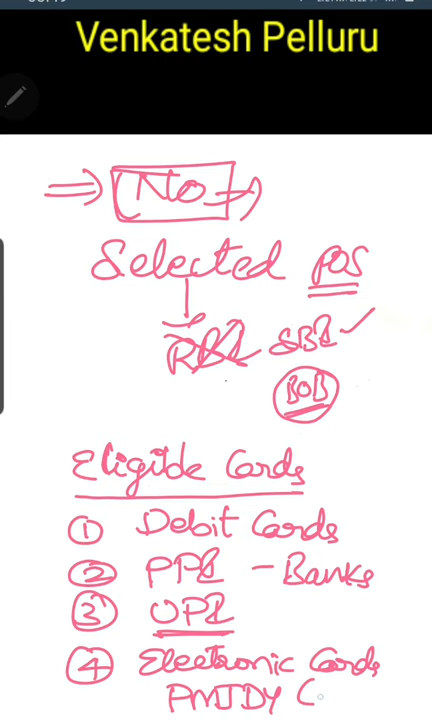 Venkatesh Pelluru
⇒ (No →)
Selected POS
RBI SBI ✓
BOB
Eligible Cards
① Debit Cards
② PPI - Banks
③ UPI
④ Electronic Cards
PMJDY (